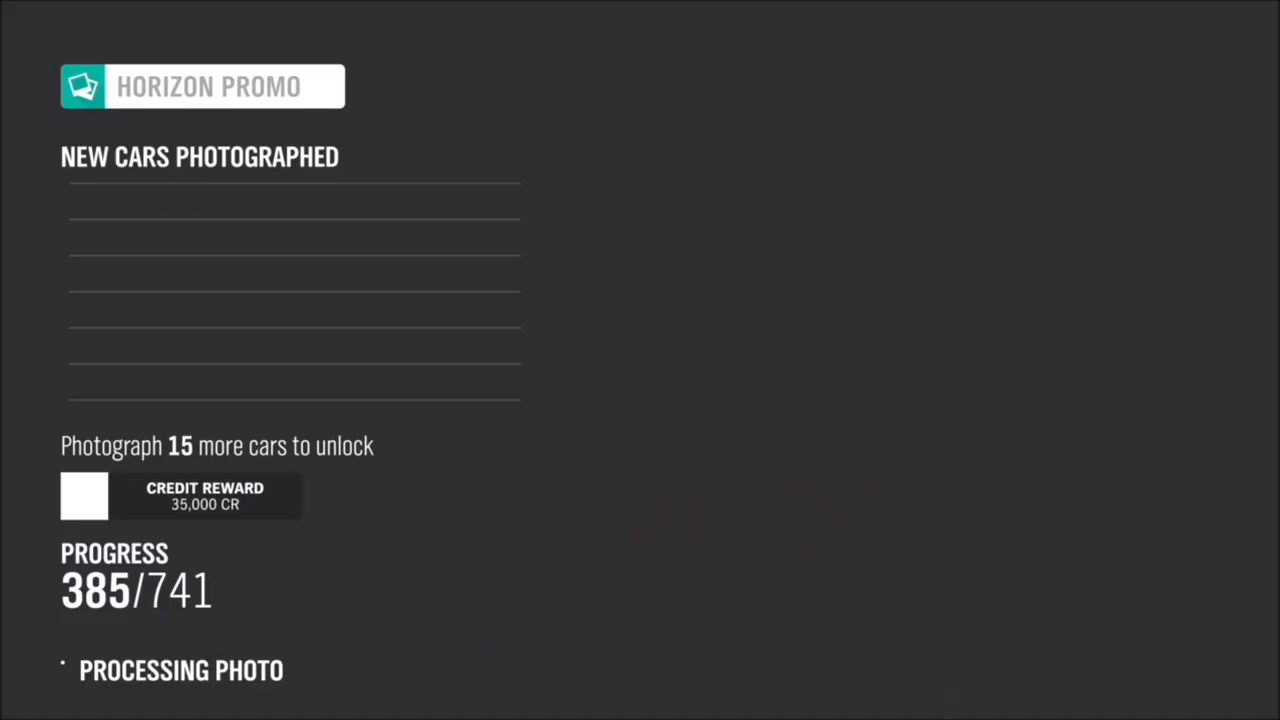 HORIZON PROMO
NEW CARS PHOTOGRAPHED
Photograph 15 more cars to unlock
CREDIT REWARD
35,000 CR
PROGRESS
385/741
PROCESSING PHOTO